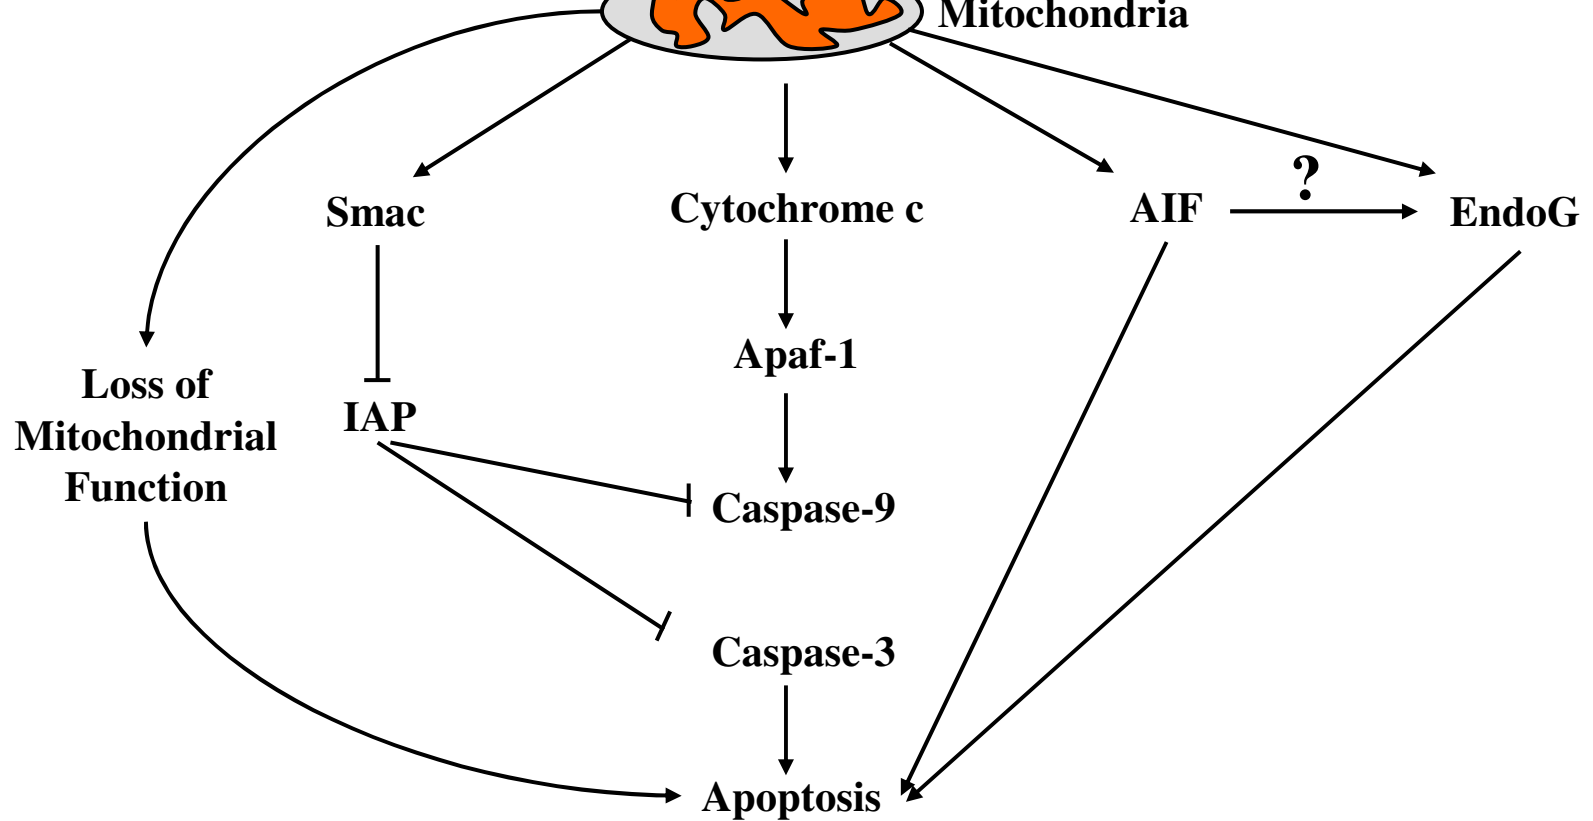 Mitochondria
?
Smac
Cytochrome c
AIF
EndoG
Apaf-1
Loss of
Mitochondrial
Function
IAP
Caspase-9
Caspase-3
Apoptosis